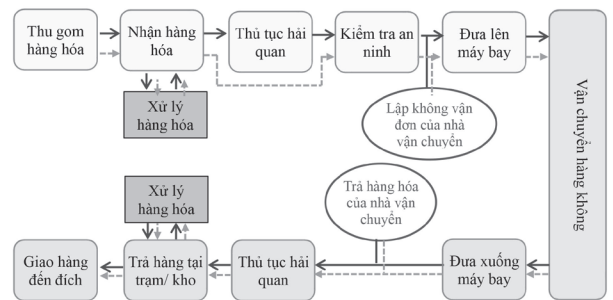 Thu gom
hàng hóa
Nhận hàng
hóa
Thủ tục hải
quan
Kiểm tra an
ninh
Đưa lên
máy bay
Xử lý
hàng hóa
Lập không vận
đơn của nhà
vận chuyển
Vận chuyển hàng không
Xử lý
hàng hóa
Trả hàng hóa
của nhà vận
chuyển
Giao hàng
đến đích
Trả hàng tại
trạm/ kho
Thủ tục hải
quan
Đưa xuống
máy bay